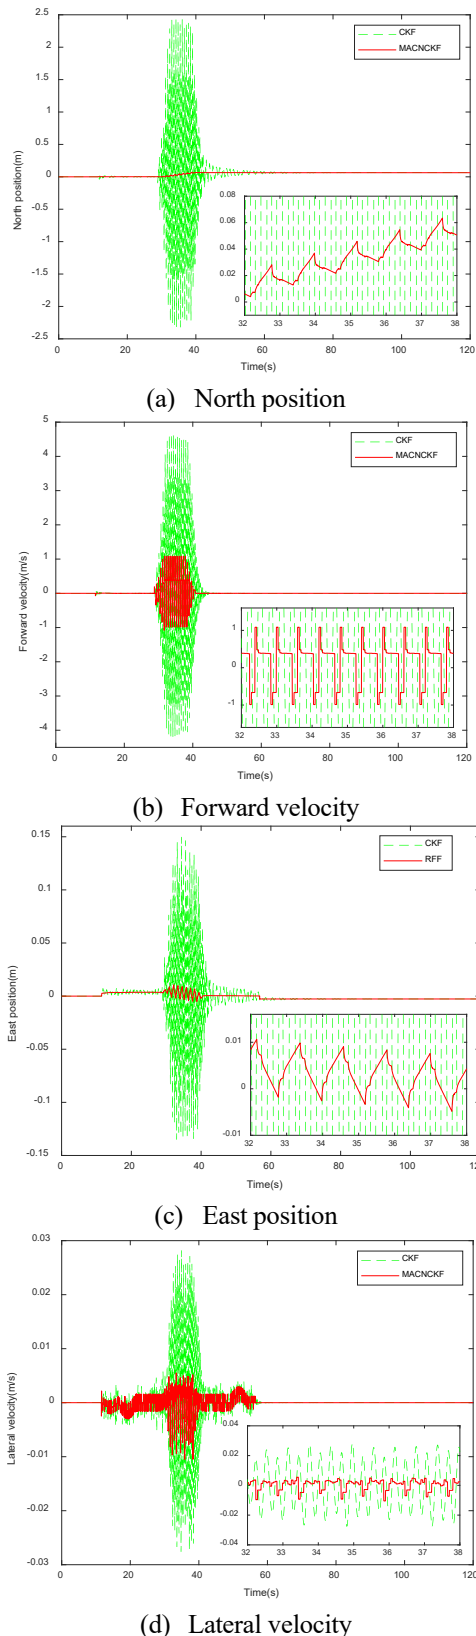 2.5
2
1.5
1
0.5
0
-0.5
-1
-1.5
-2
-2.5
North position(m)
CKF
MACNCKF
0.08
0.06
0.04
0.02
0
32 33 34 35 36 37 38
0 20 40 60 80 100 120
Time(s)
(a) North position
5
4
3
2
1
0
-1
-2
-3
-4
Forward velocity(m/s)
CKF
MACNCKF
1
0
-1
32 33 34 35 36 37 38
0 20 40 60 80 100 120
Time(s)
(b) Forward velocity
0.15
0.1
0.05
0
-0.05
-0.1
-0.15
East position(m)
CKF
RFF
0.01
0
-0.01
32 33 34 35 36 37 38
0 20 40 60 80 100 120
Time(s)
(c) East position
0.03
0.02
0.01
0
-0.01
-0.02
-0.03
Lateral velocity(m/s)
CKF
MACNCKF
0.04
0.02
0
-0.02
-0.04
32 33 34 35 36 37 38
0 20 40 60 80 100 120
Time(s)
(d) Lateral velocity